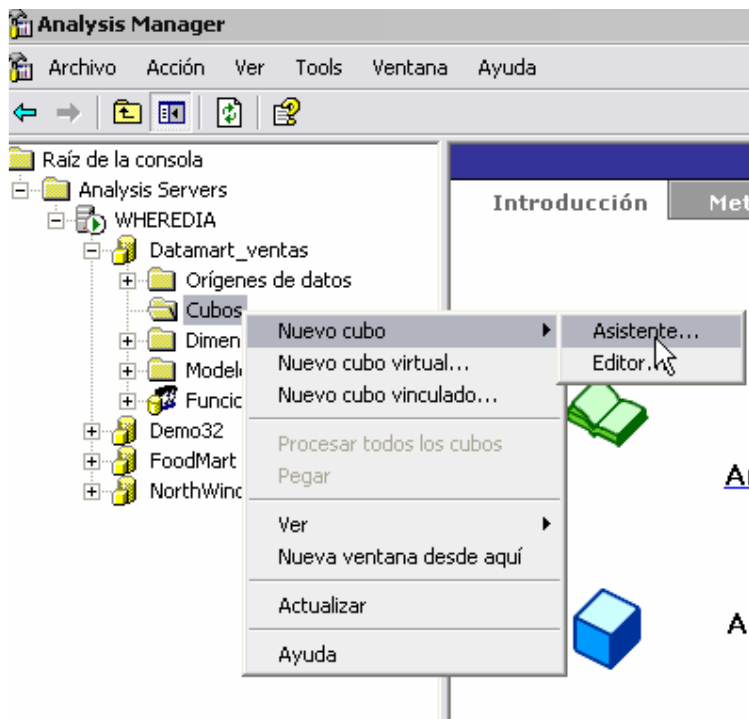 Analysis Manager
Archivo Acción Ver Tools Ventana Ayuda
Raíz de la consola
Analysis Servers
WHEREDIA
Datamart_ventas
Orígenes de datos
Cubos
Demo32
FoodMart
Introducción
Nuevo cubo
Nuevo cubo virtual...
Nuevo cubo vinculado...
Procesar todos los cubos
Pegar
Ver
Nueva ventana desde aquí
Actualizar
Ayuda
Asistente...
Editor...